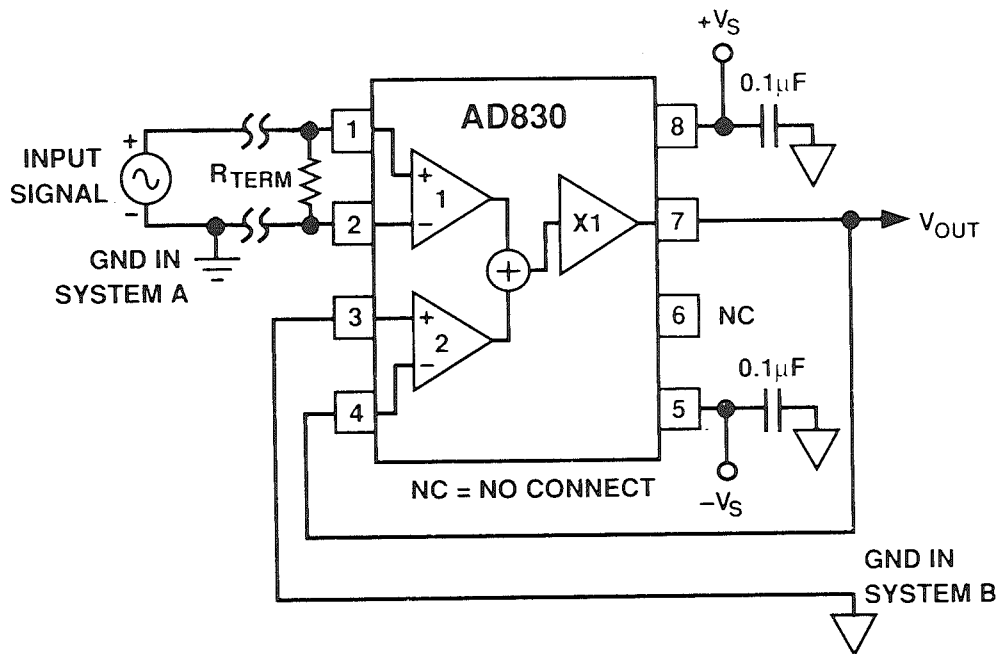 +VS
0.1µF
AD830
1
8
+
INPUT
SIGNAL
RTERM
+
1
–
–
2
X1
7
VOUT
GND IN
SYSTEM A
+
3
+
2
–
6
NC
0.1µF
4
5
NC = NO CONNECT
–VS
GND IN
SYSTEM B